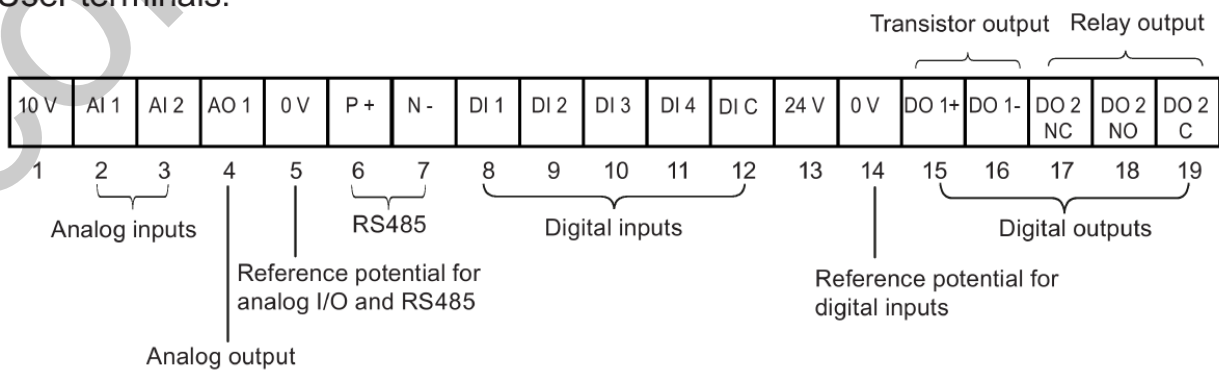 User terminals:
Transistor output Relay output
10 V AI 1 AI 2 AO 1 0 V P + N - DI 1 DI 2 DI 3 DI 4 DI C 24 V 0 V DO 1+ DO 1- DO 2 NC DO 2 NO DO 2 C
1 2 3 4 5 6 7 8 9 10 11 12 13 14 15 16 17 18 19
Analog inputs RS485 Digital inputs Digital outputs
Reference potential for
analog I/O and RS485
Reference potential for
digital inputs
Analog output